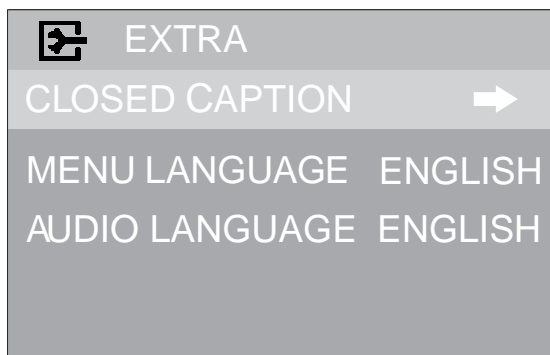 EXTRA
CLOSED CAPTION
MENU LANGUAGE ENGLISH
AUDIO LANGUAGE ENGLISH